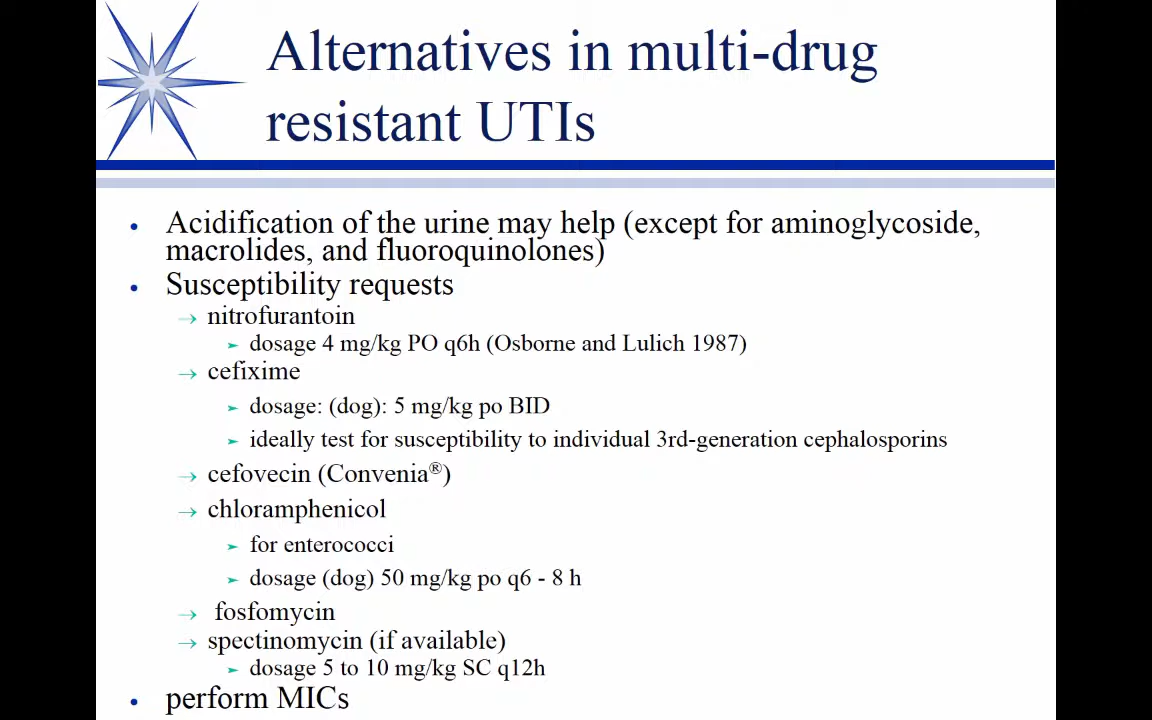 Alternatives in multi-drug
resistant UTIs
• Acidification of the urine may help (except for aminoglycoside,
macrolides, and fluoroquinolones)
• Susceptibility requests
→ nitrofurantoin
➢ dosage 4 mg/kg PO q6h (Osborne and Lulich 1987)
→ cefixime
➢ dosage: (dog): 5 mg/kg po BID
➢ ideally test for susceptibility to individual 3rd-generation cephalosporins
→ cefovecin (Convenia®)
→ chloramphenicol
➢ for enterococci
➢ dosage (dog) 50 mg/kg po q6 - 8 h
→ fosfomycin
→ spectinomycin (if available)
➢ dosage 5 to 10 mg/kg SC q12h
• perform MICs